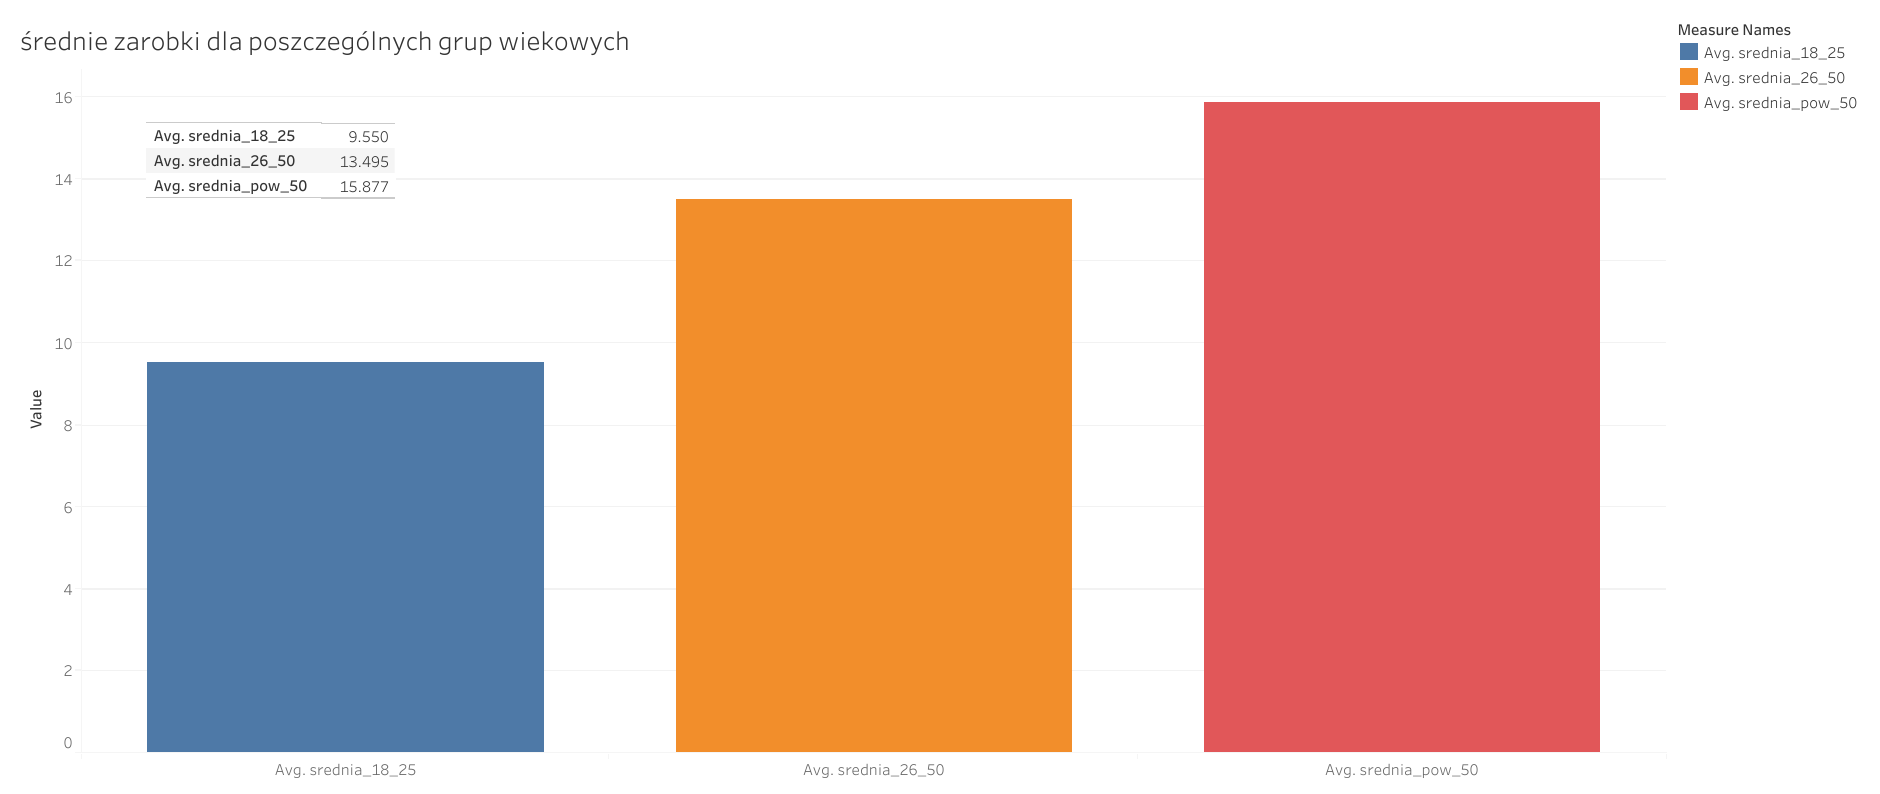 średnie zarobki dla poszczególnych grup wiekowych
Measure Names
Avg. srednia_18_25
Avg. srednia_26_50
Avg. srednia_pow_50
Avg. srednia_18_25 9.550
Avg. srednia_26_50 13.495
Avg. srednia_pow_50 15.877
Value
16
14
12
10
8
6
4
2
0
Avg. srednia_18_25 Avg. srednia_26_50 Avg. srednia_pow_50